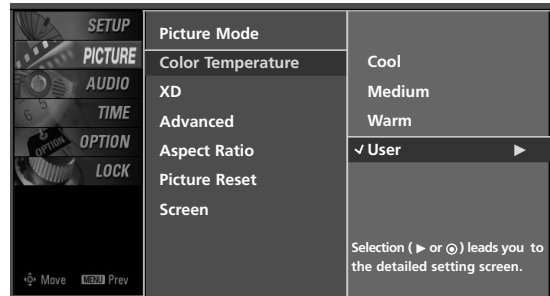 SETUP
PICTURE
AUDIO
TIME
OPTION
LOCK
Move MENU Prev
Picture Mode
Color Temperature
XD
Advanced
Aspect Ratio
Picture Reset
Screen
Cool
Medium
Warm
✓ User ►
Selection ( ► or ◉ ) leads you to
the detailed setting screen.